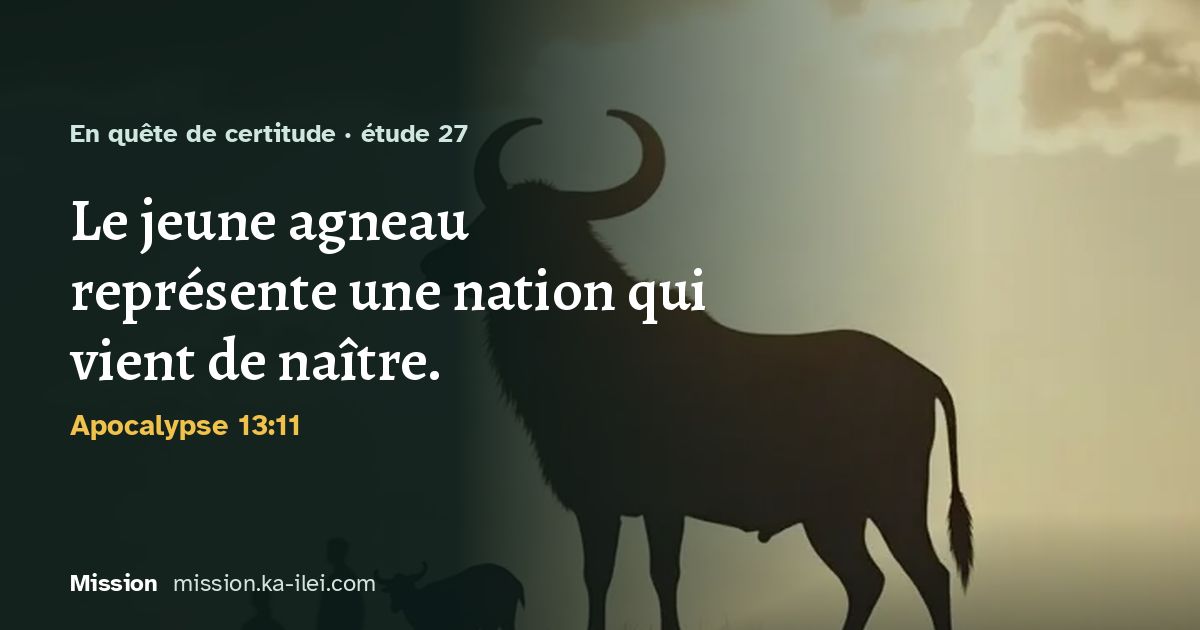 En quête de certitude · étude 27
Le jeune agneau
représente une nation qui
vient de naître.
Apocalypse 13:11
Mission mission.ka-ilei.com